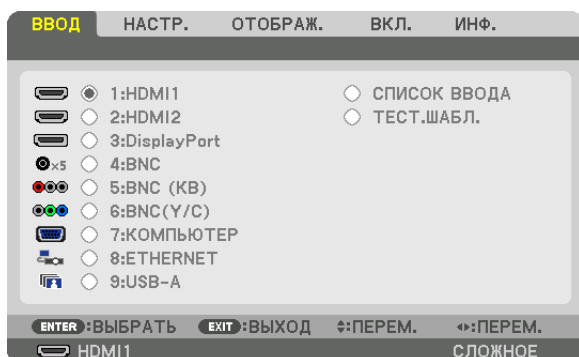 ВВОД НАСТР. ОТОБРАЖ. ВКЛ. ИНФ.
1:HDMI1 СПИСОК ВВОДА
2:HDMI2 ТЕСТ.ШАБЛ.
3:DisplayPort
×5 4:BNC
5:BNC (КВ)
6:BNC(Y/C)
7:КОМПЬЮТЕР
8:ETHERNET
9:USB-A
ENTER :ВЫБРАТЬ EXIT :ВЫХОД :ПЕРЕМ. :ПЕРЕМ.
HDMI1 СЛОЖНОЕ